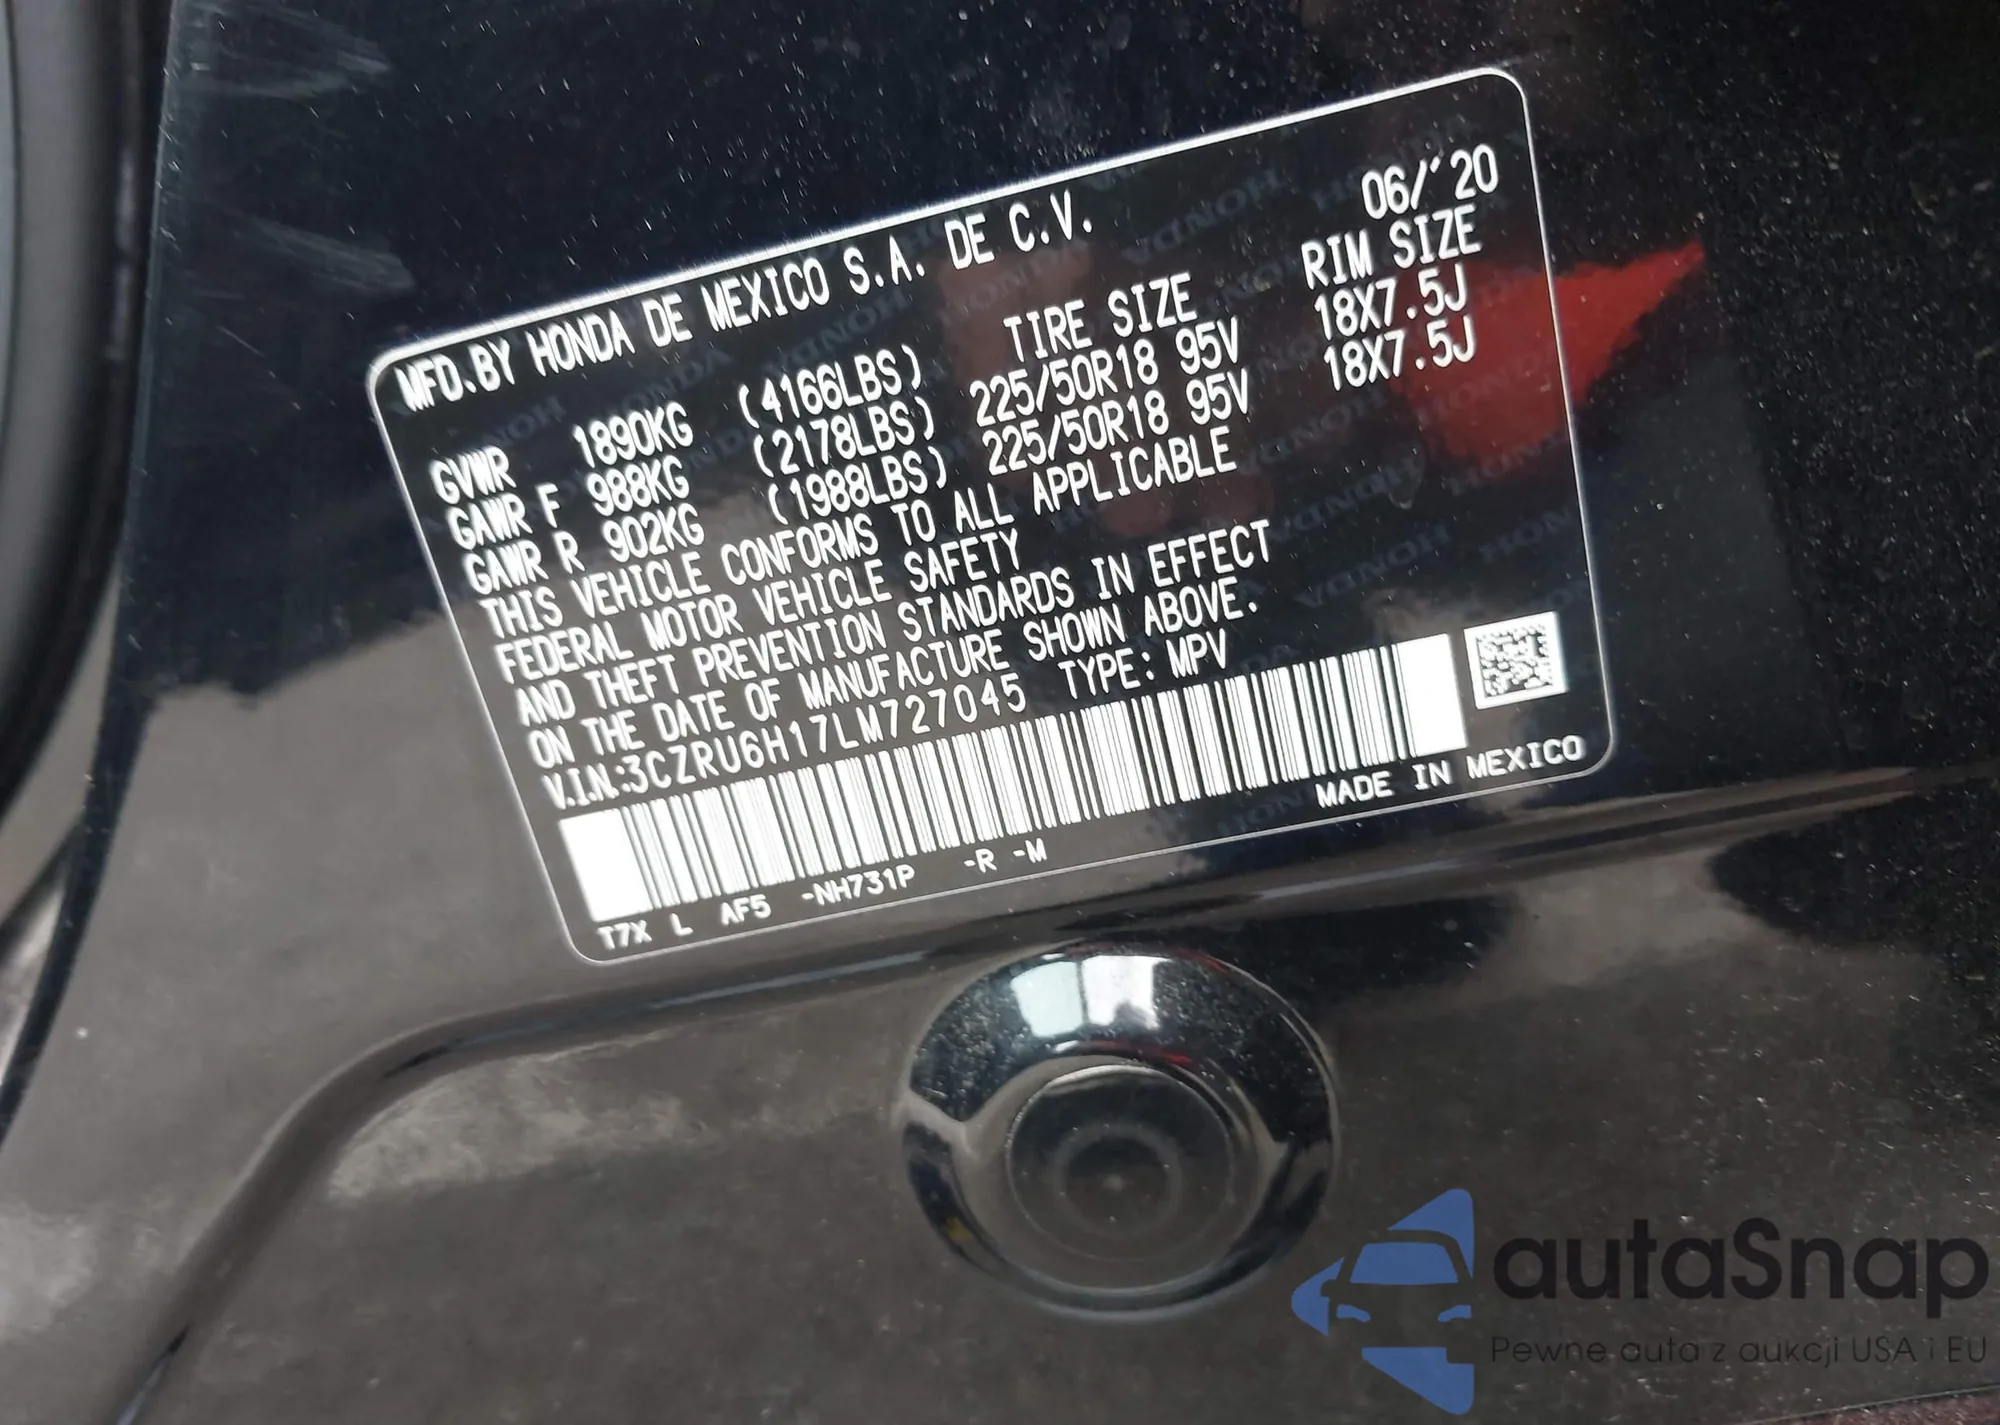 MFD.BY HONDA DE MEXICO S.A. DE C.V. 06/'20
TIRE SIZE RIM SIZE
GVWR 1890KG (4166LBS)
GAWR F 988KG (2178LBS) 225/50R18 95V 18X7.5J
GAWR R 902KG (1988LBS) 225/50R18 95V 18X7.5J
THIS VEHICLE CONFORMS TO ALL APPLICABLE
FEDERAL MOTOR VEHICLE SAFETY
AND THEFT PREVENTION STANDARDS IN EFFECT
ON THE DATE OF MANUFACTURE SHOWN ABOVE.
V.I.N.:3CZRU6H17LM727045 TYPE: MPV
MADE IN MEXICO
T7X L AF5 -NH731P -R -M
autaSnap
Pewne auta z aukcji USA i EU